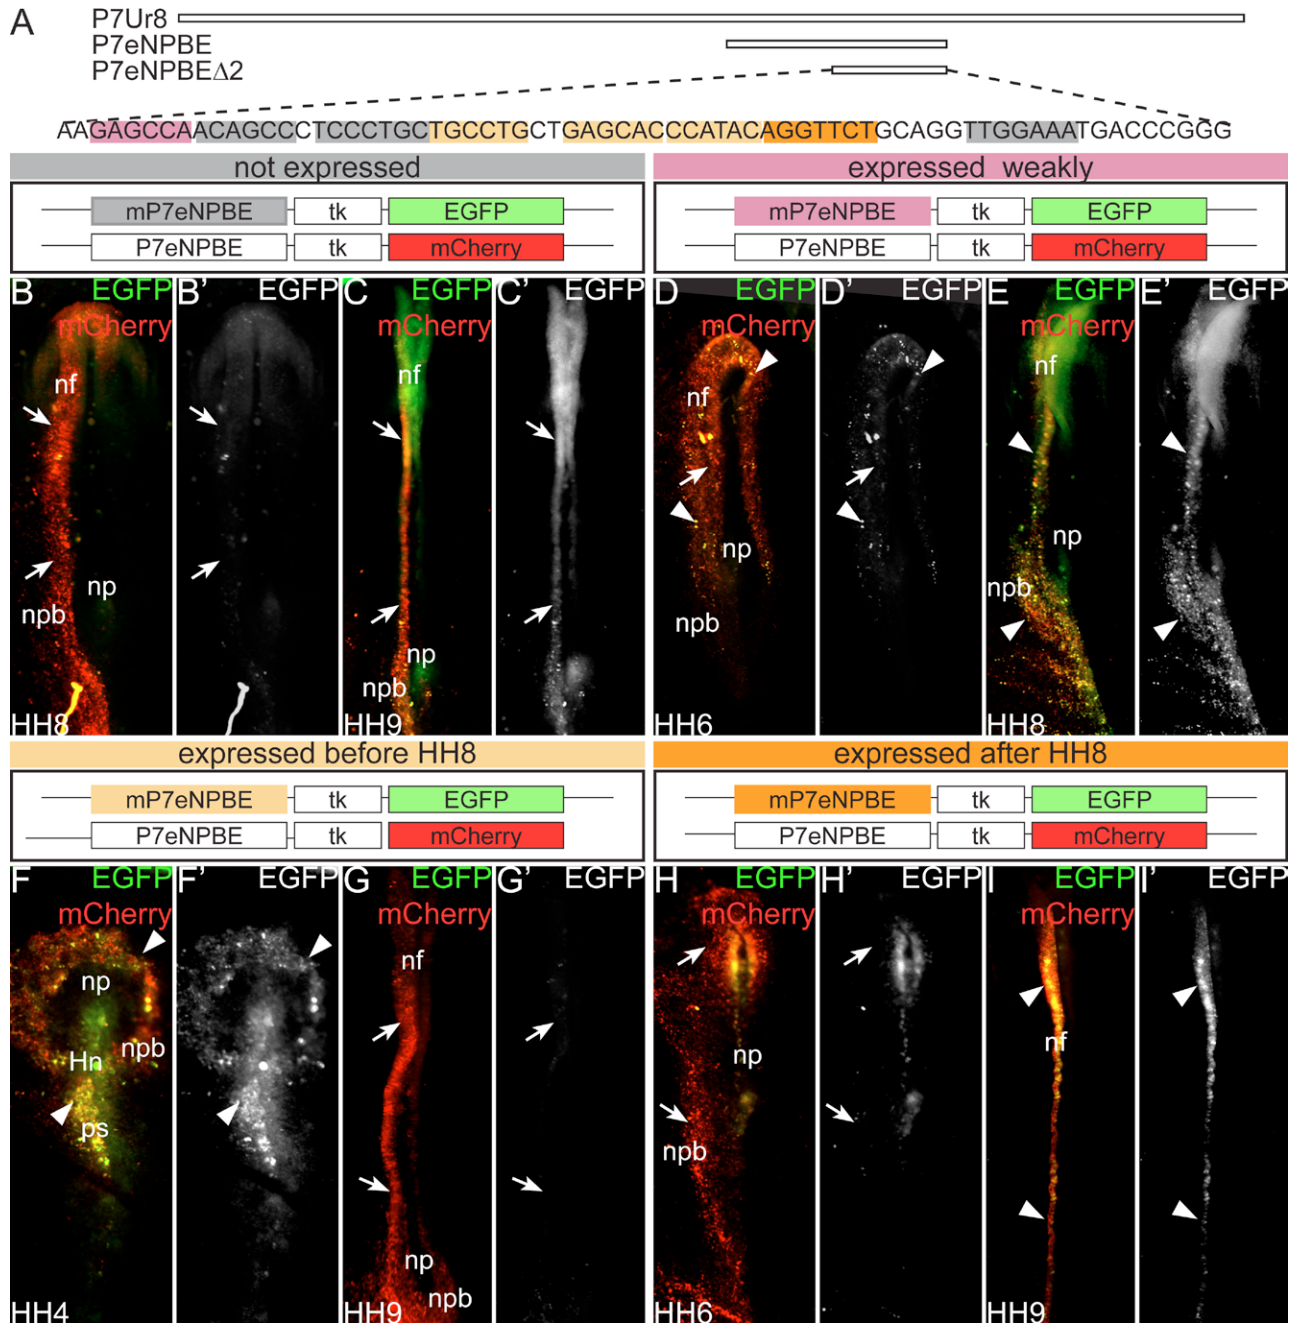 A
P7Ur8
P7eNPBE
P7eNPBEΔ2
AAGAGCCAACAGCCCTCCCTGCTGCCTGCTGAGCACCCATACAGGTTCTGCAGGTTGGAAATGACCCGGG
not expressed
expressed weakly
mP7eNPBE tk EGFP
mP7eNPBE tk EGFP
P7eNPBE tk mCherry
P7eNPBE tk mCherry
B EGFP B' EGFP C EGFP C' EGFP D EGFP D' EGFP E EGFP E' EGFP
mCherry mCherry mCherry mCherry
nf nf nf nf
np np np np
npb npb npb npb
HH8 HH9 HH6 HH8
expressed before HH8
expressed after HH8
mP7eNPBE tk EGFP
mP7eNPBE tk EGFP
P7eNPBE tk mCherry
P7eNPBE tk mCherry
F EGFP F' EGFP G EGFP G' EGFP H EGFP H' EGFP I EGFP I' EGFP
mCherry mCherry mCherry mCherry
np nf
Hn npb np nf
ps npb
np
npb
HH4 HH9 HH6 HH9